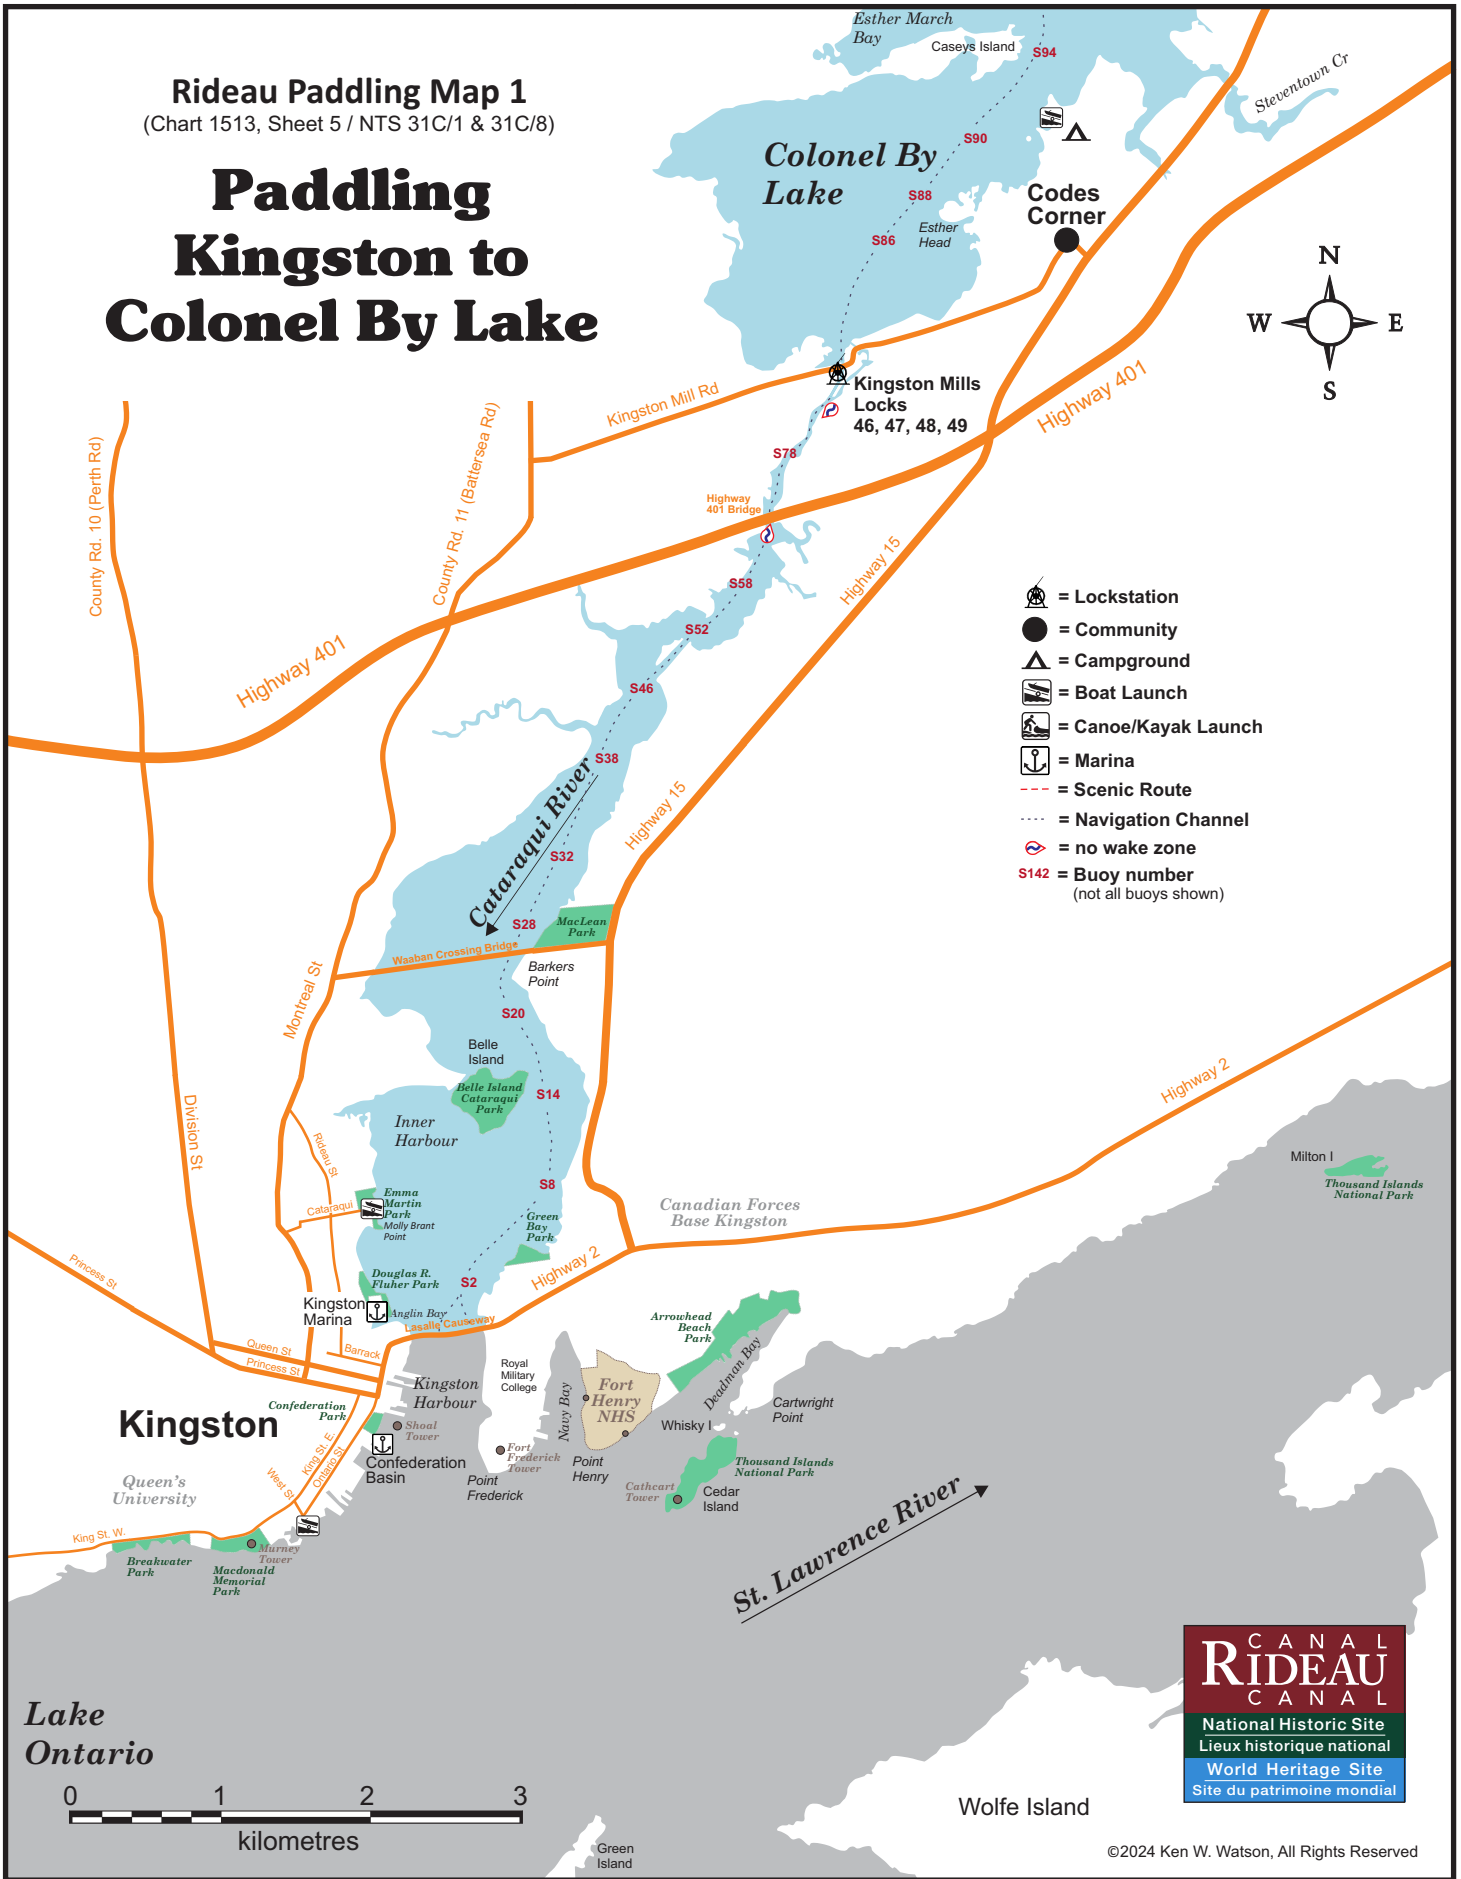 Rideau Paddling Map 1
(Chart 1513, Sheet 5 / NTS 31C/1 & 31C/8)
Paddling
Kingston to
Colonel By Lake
Esther March
Bay
Caseys Island
S94
Steventown Cr
S90
Colonel By
Lake
S88
Esther
Head
S86
Codes
Corner
N
W
E
S
Kingston Mills
Locks
46, 47, 48, 49
Kingston Mill Rd
Highway 401
County Rd. 10 (Perth Rd)
County Rd. 11 (Battersea Rd)
S78
Highway
401 Bridge
Highway 15
S58
S52
Highway 401
S46
S38
Cataraqui River
Highway 15
S32
S28
MacLean
Park
Waaban Crossing Bridge
Barkers
Point
Montreal St
S20
Belle
Island
Belle Island
Cataraqui
Park
S14
Inner
Harbour
Division St
Rideau St
S8
Cataraqui
Emma
Martin
Park
Molly Brant
Point
Green
Bay
Park
Canadian Forces
Base Kingston
Highway 2
Highway 2
Milton I
Thousand Islands
National Park
Princess St
Douglas R.
Fluher Park
S2
Kingston
Marina
Anglin Bay
Lasalle Causeway
Queen St
Barrack
Princess St
Arrowhead
Beach
Park
Deadman Bay
Royal
Military
College
Kingston
Harbour
Navy Bay
Fort
Henry
NHS
Cartwright
Point
Whisky I
Confederation
Park
Kingston
Shoal
Tower
King St. E.
Ontario St
West St
Confederation
Basin
Fort
Frederick
Tower
Point
Frederick
Point
Henry
Thousand Islands
National Park
Cathcart
Tower
Cedar
Island
Queen's
University
King St. W.
Breakwater
Park
Murney
Tower
Macdonald
Memorial
Park
St. Lawrence River
Lake
Ontario
0 1 2 3
kilometres
Green
Island
Wolfe Island
= Lockstation
= Community
= Campground
= Boat Launch
= Canoe/Kayak Launch
= Marina
= Scenic Route
= Navigation Channel
= no wake zone
S142 = Buoy number
(not all buoys shown)
CANAL
RIDEAU
CANAL
National Historic Site
Lieux historique national
World Heritage Site
Site du patrimoine mondial
©2024 Ken W. Watson, All Rights Reserved